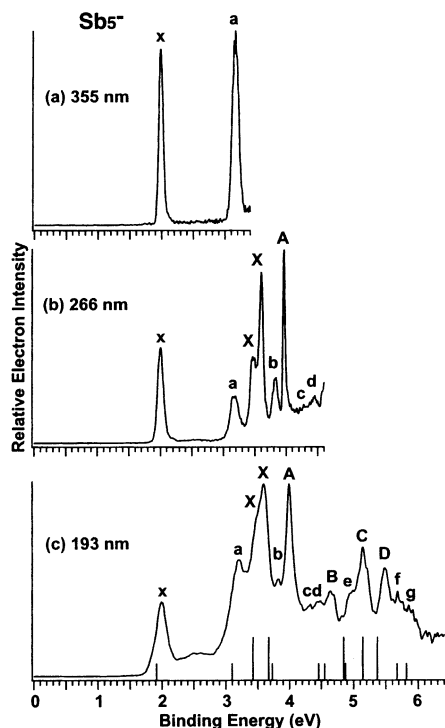 Sb5-
x
a
(a) 355 nm
A
X
(b) 266 nm
x
X
a
b
c
d
X
A
X
(c) 193 nm
a
b
C
D
x
cd
B
e
f
g
0 1 2 3 4 5 6
Binding Energy (eV)
Relative Electron Intensity